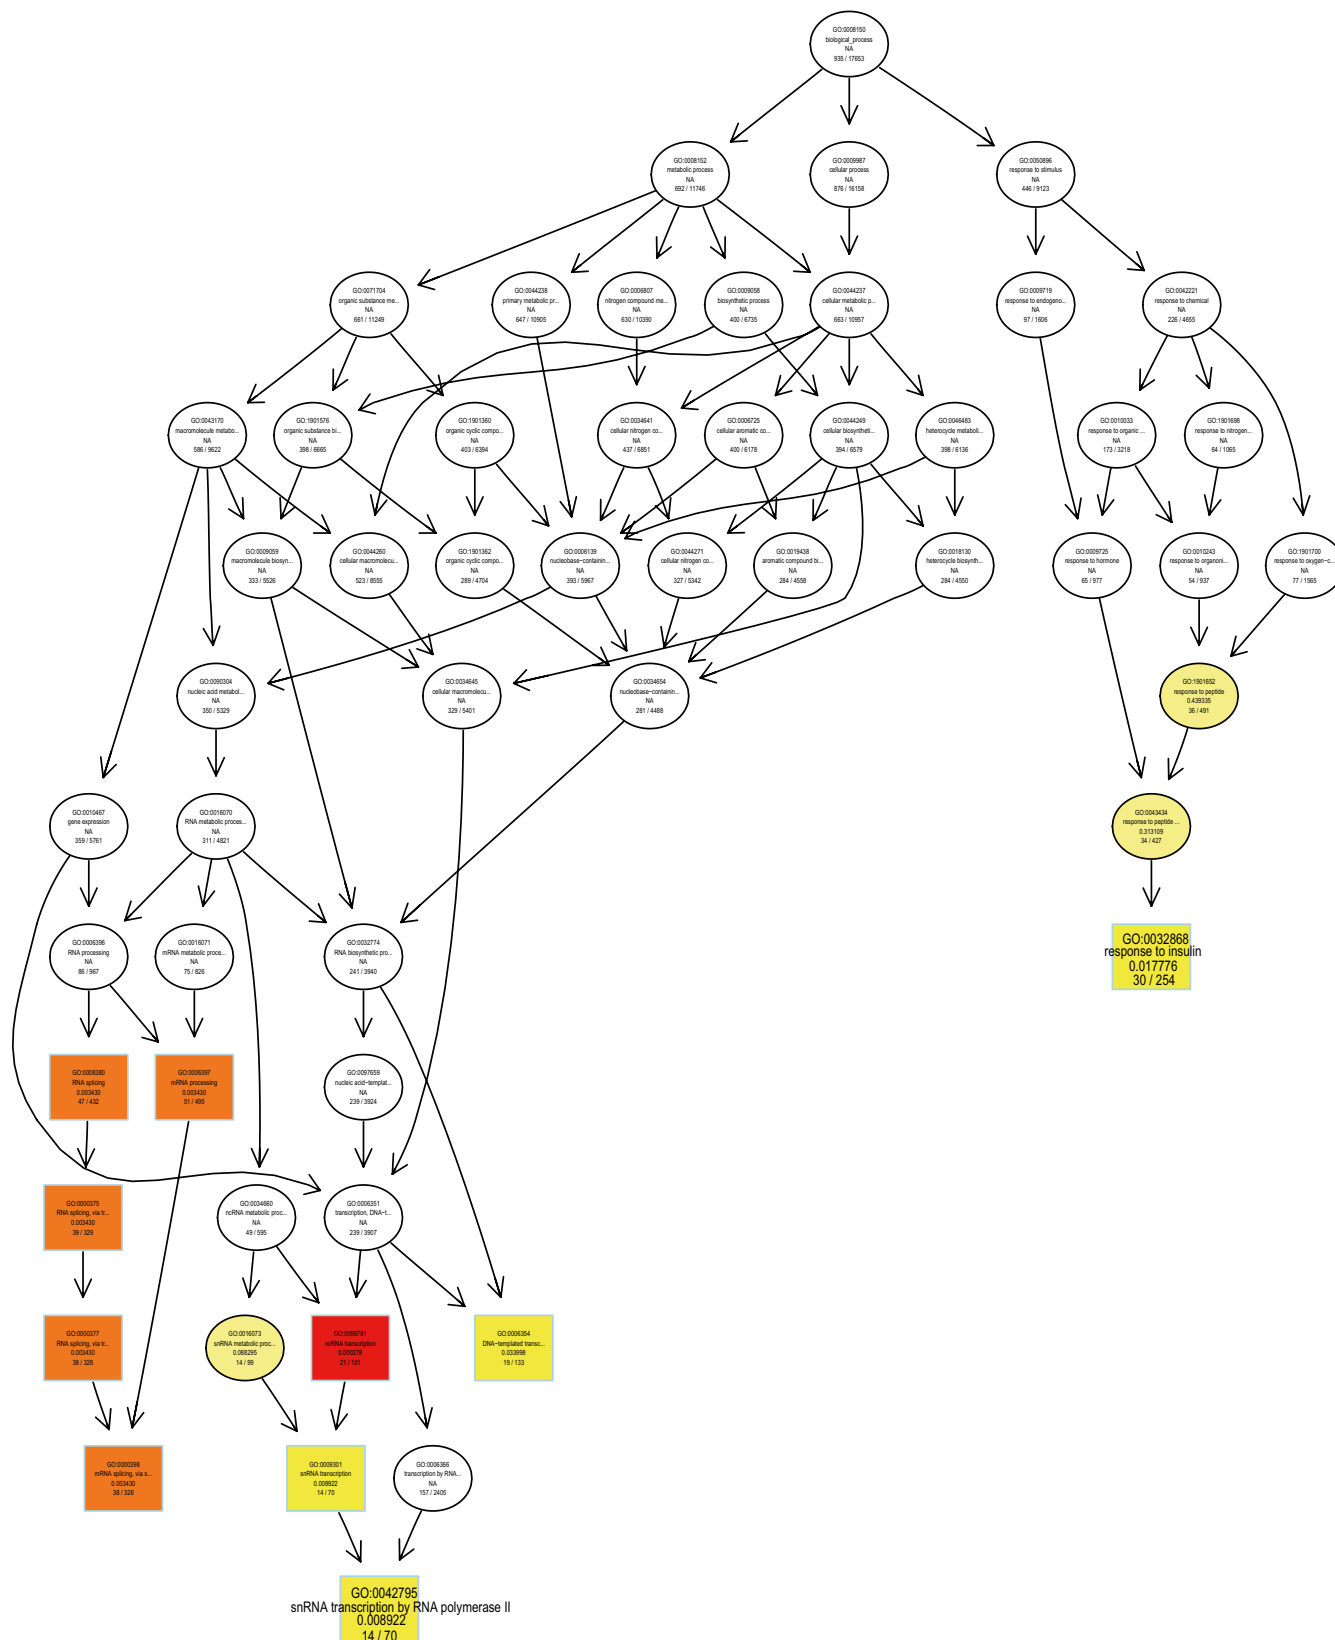 GO:0008150
biological_process
NA
935 / 17653
GO:0008152
metabolic process
NA
692 / 11746
GO:0009987
cellular process
NA
876 / 16158
GO:0050896
response to stimulus
NA
446 / 9123
GO:0071704
organic substance me...
NA
661 / 11249
GO:0044238
primary metabolic pr...
NA
647 / 10905
GO:0006807
nitrogen compound me...
NA
630 / 10390
GO:0009058
biosynthetic process
NA
400 / 6735
GO:0044237
cellular metabolic p...
NA
663 / 10957
GO:0009719
response to endogeno...
NA
97 / 1606
GO:0042221
response to chemical
NA
226 / 4655
GO:0043170
macromolecule metabo...
NA
586 / 9622
GO:1901576
organic substance bi...
NA
398 / 6665
GO:1901360
organic cyclic compo...
NA
403 / 6394
GO:0034641
cellular nitrogen co...
NA
437 / 6851
GO:0006725
cellular aromatic co...
NA
400 / 6178
GO:0044249
cellular biosyntheti...
NA
394 / 6579
GO:0046483
heterocycle metaboli...
NA
398 / 6136
GO:0010033
response to organic ...
NA
173 / 3218
GO:1901698
response to nitrogen...
NA
64 / 1065
GO:0009059
macromolecule biosyn...
NA
333 / 5526
GO:0044260
cellular macromolecu...
NA
523 / 8555
GO:1901362
organic cyclic compo...
NA
289 / 4704
GO:0006139
nucleobase-containin...
NA
393 / 5967
GO:0044271
cellular nitrogen co...
NA
327 / 5342
GO:0019438
aromatic compound bi...
NA
284 / 4558
GO:0018130
heterocycle biosynth...
NA
284 / 4550
GO:0009725
response to hormone
NA
65 / 977
GO:0010243
response to organoni...
NA
54 / 937
GO:1901700
response to oxygen-c...
NA
77 / 1565
GO:0090304
nucleic acid metabol...
NA
350 / 5329
GO:0034645
cellular macromolecu...
NA
329 / 5401
GO:0034654
nucleobase-containin...
NA
281 / 4488
GO:1901652
response to peptide
0.439335
36 / 491
GO:0010467
gene expression
NA
359 / 5761
GO:0016070
RNA metabolic proces...
NA
311 / 4821
GO:0043434
response to peptide ...
0.313109
34 / 427
GO:0006396
RNA processing
NA
86 / 967
GO:0016071
mRNA metabolic proce...
NA
75 / 826
GO:0032774
RNA biosynthetic pro...
NA
241 / 3940
GO:0032868
response to insulin
0.017776
30 / 254
GO:0008380
RNA splicing
0.003430
47 / 432
GO:0006397
mRNA processing
0.003430
51 / 495
GO:0097659
nucleic acid-templat...
NA
239 / 3924
GO:0000375
RNA splicing, via tr...
0.003430
39 / 329
GO:0034660
ncRNA metabolic proc...
NA
49 / 595
GO:0006351
transcription, DNA-t...
NA
239 / 3907
GO:0000377
RNA splicing, via tr...
0.003430
38 / 326
GO:0016073
snRNA metabolic proc...
0.088295
14 / 99
GO:0098781
ncRNA transcription
0.000278
21 / 101
GO:0006354
DNA-templated transc...
0.033998
19 / 133
GO:0000398
mRNA splicing, via s...
0.003430
38 / 326
GO:0009301
snRNA transcription
0.008922
14 / 70
GO:0006366
transcription by RNA...
NA
157 / 2405
GO:0042795
snRNA transcription by RNA polymerase II
0.008922
14 / 70